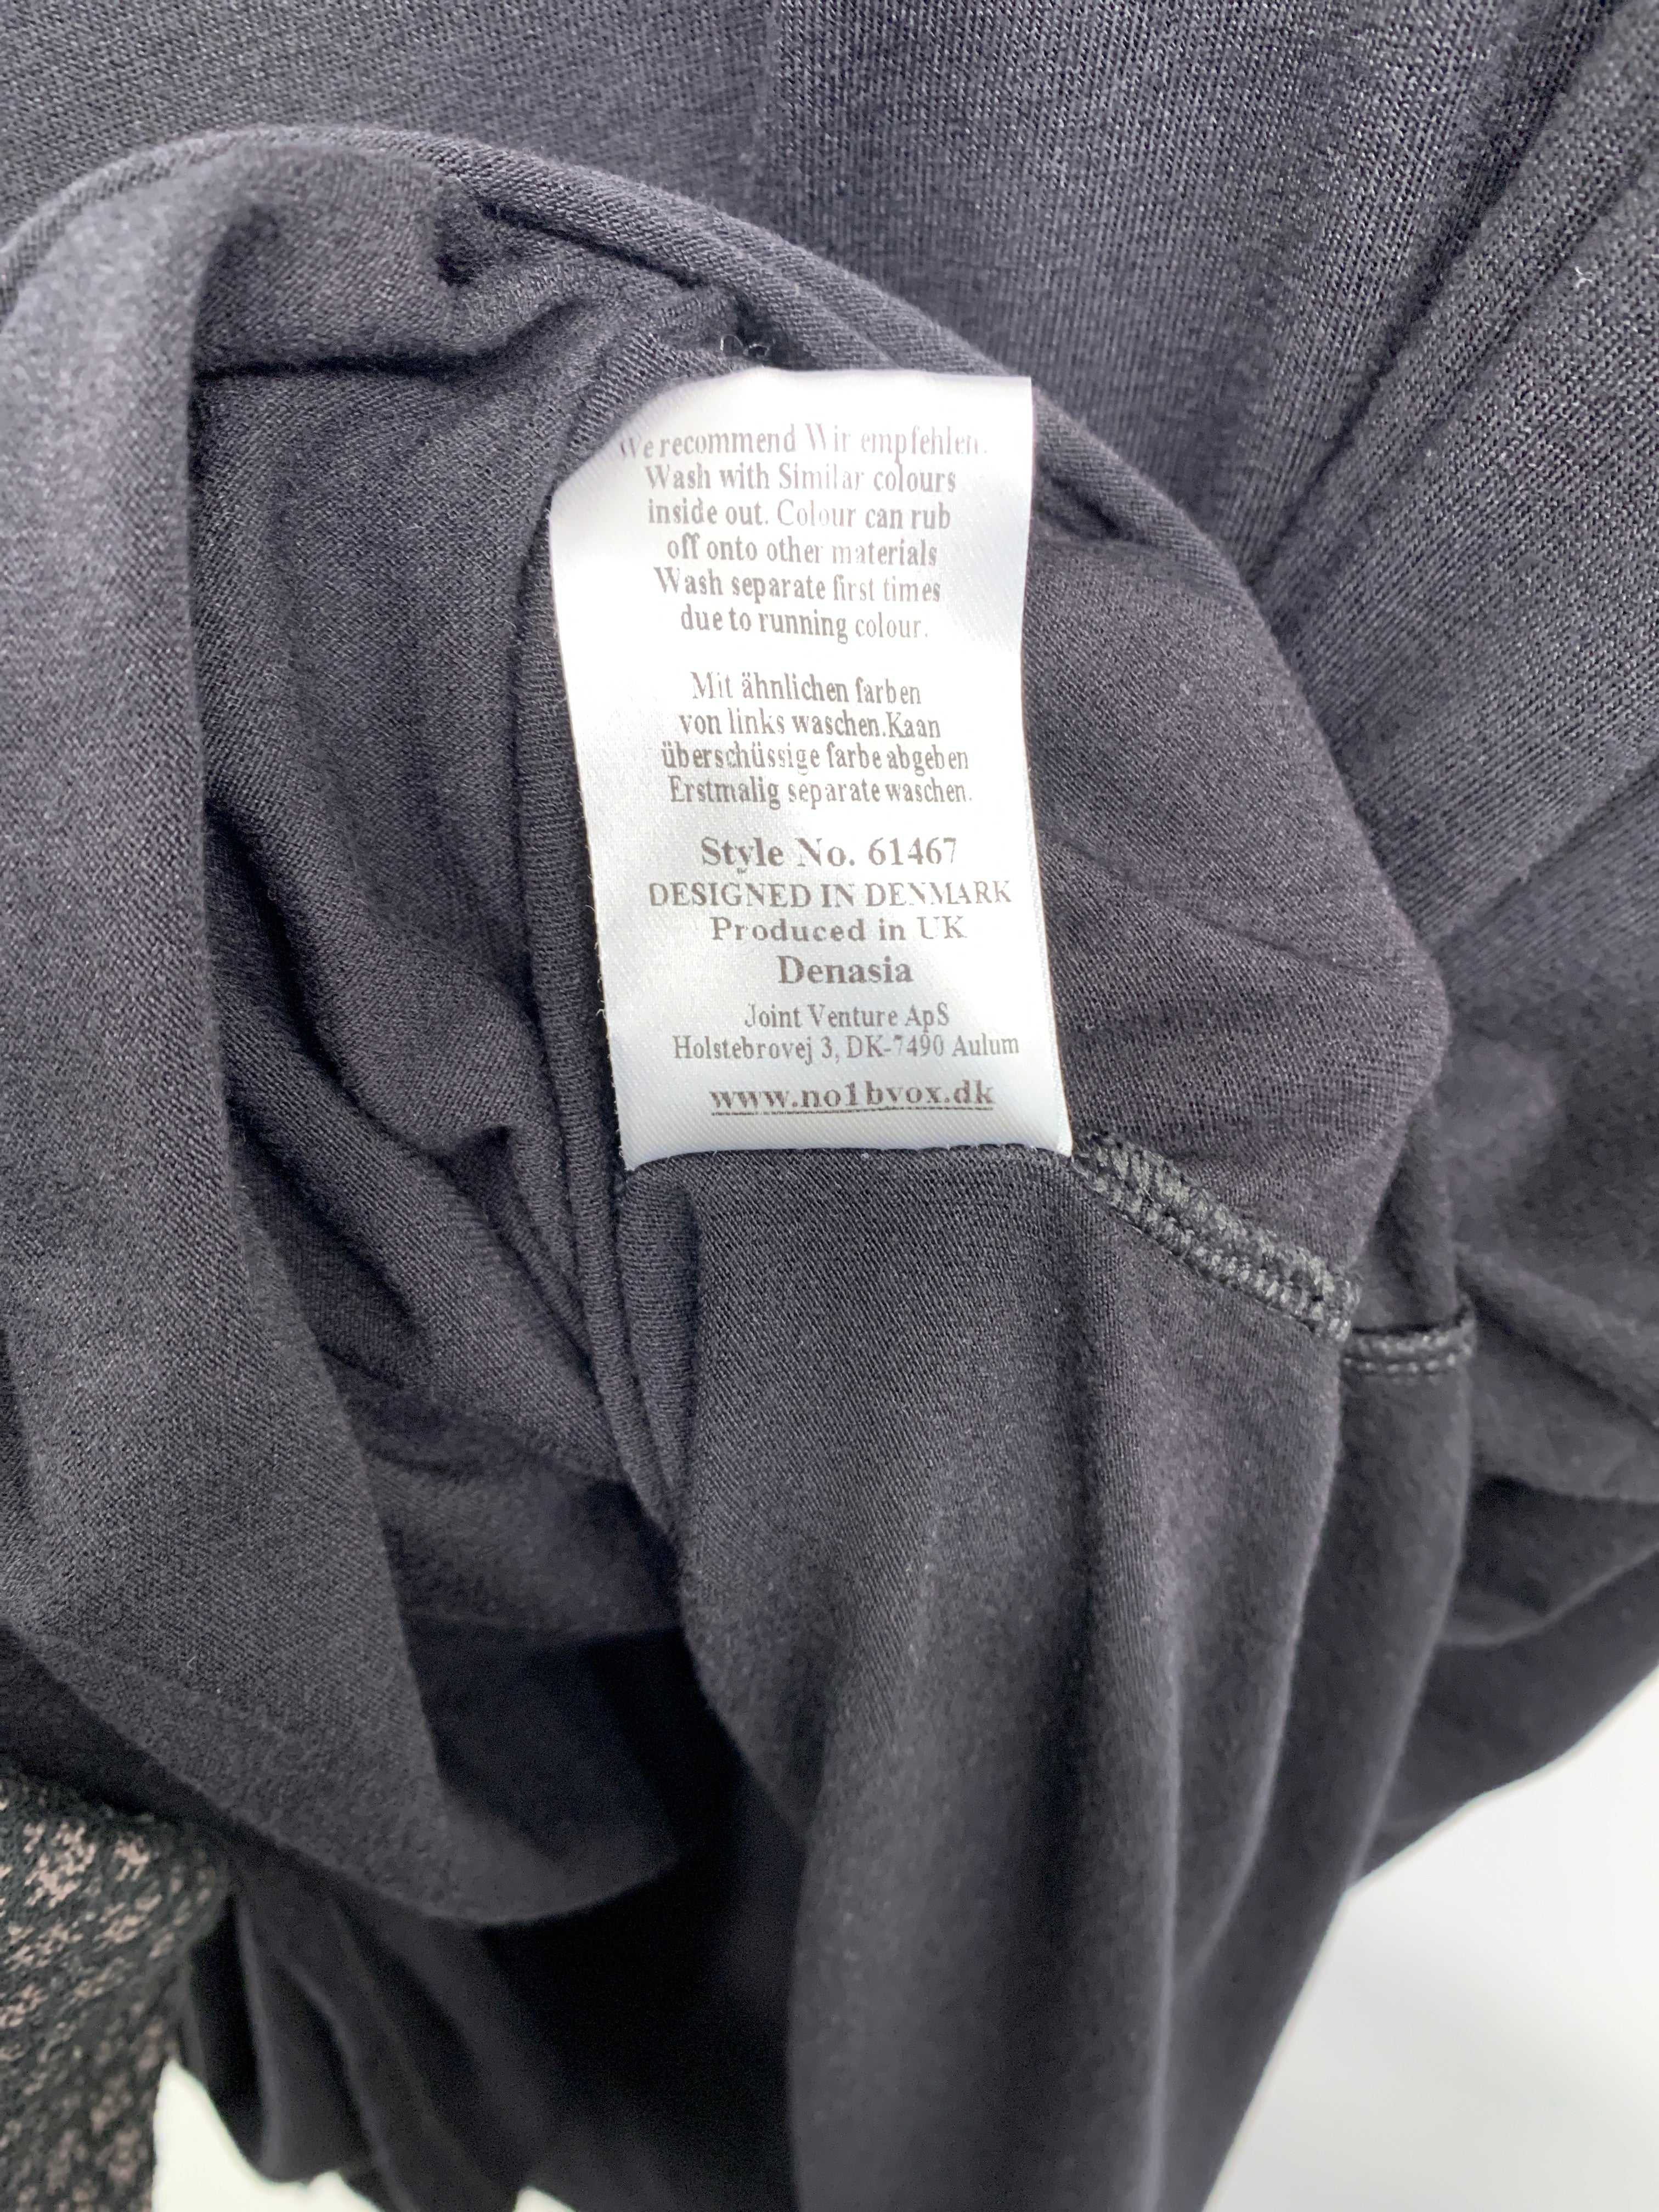 We recommend Wir empfehlen.
Wash with Similar colours
inside out. Colour can rub
off onto other materials
Wash separate first times
due to running colour.
Mit ähnlichen farben
von links waschen.Kaan
überschüssige farbe abgeben
Erstmalig separate waschen.
Style No. 61467
DESIGNED IN DENMARK
Produced in UK
Denasia
Joint Venture ApS
Holstebrovej 3, DK-7490 Aulum
www.no1bvox.dk